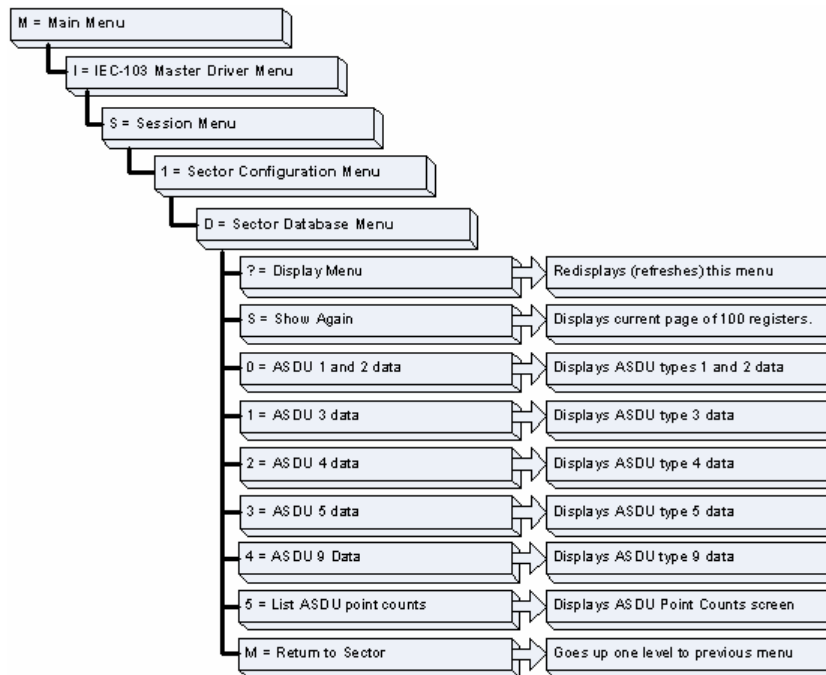 M = Main Menu
I = IEC-103 Master Driver Menu
S = Session Menu
1 = Sector Configuration Menu
D = Sector Database Menu
? = Display Menu
Redisplays (refreshes) this menu
S = Show Again
Displays current page of 100 registers.
0 = ASDU 1 and 2 data
Displays ASDU types 1 and 2 data
1 = ASDU 3 data
Displays ASDU type 3 data
2 = ASDU 4 data
Displays ASDU type 4 data
3 = ASDU 5 data
Displays ASDU type 5 data
4 = ASDU 9 Data
Displays ASDU type 9 data
5 = List ASDU point counts
Displays ASDU Point Counts screen
M = Return to Sector
Goes up one level to previous menu